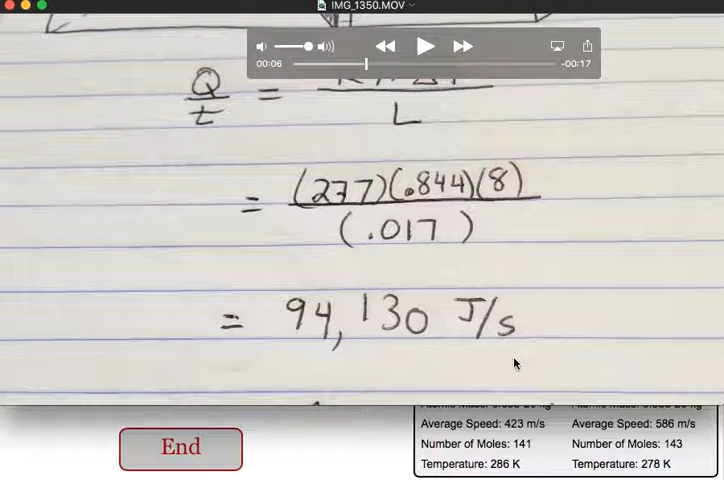 IMG_1350.MOV
00:06
-00:17
Q
t
=
L
= (237)(.844)(8)
(.017)
= 94,130 J/s
Average Speed: 423 m/s
Average Speed: 586 m/s
Number of Moles: 141
Number of Moles: 143
Temperature: 286 K
Temperature: 278 K
End